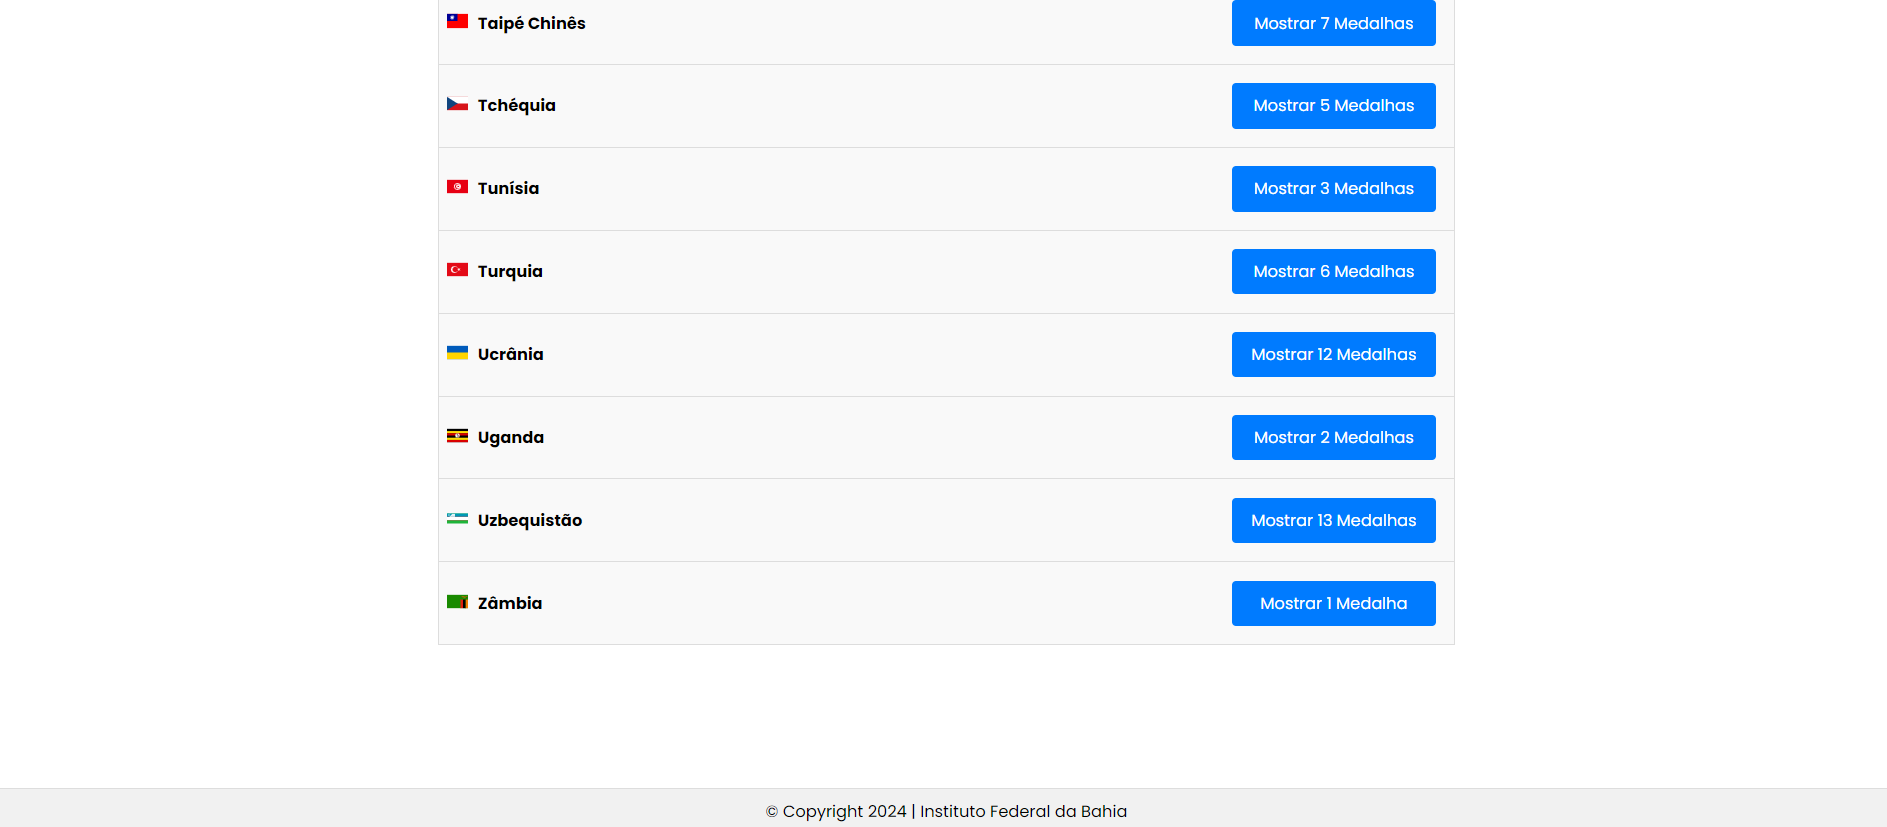 Taipé Chinês Mostrar 7 Medalhas
Tchéquia Mostrar 5 Medalhas
Tunísia Mostrar 3 Medalhas
Turquia Mostrar 6 Medalhas
Ucrânia Mostrar 12 Medalhas
Uganda Mostrar 2 Medalhas
Uzbequistão Mostrar 13 Medalhas
Zâmbia Mostrar 1 Medalha
© Copyright 2024 | Instituto Federal da Bahia